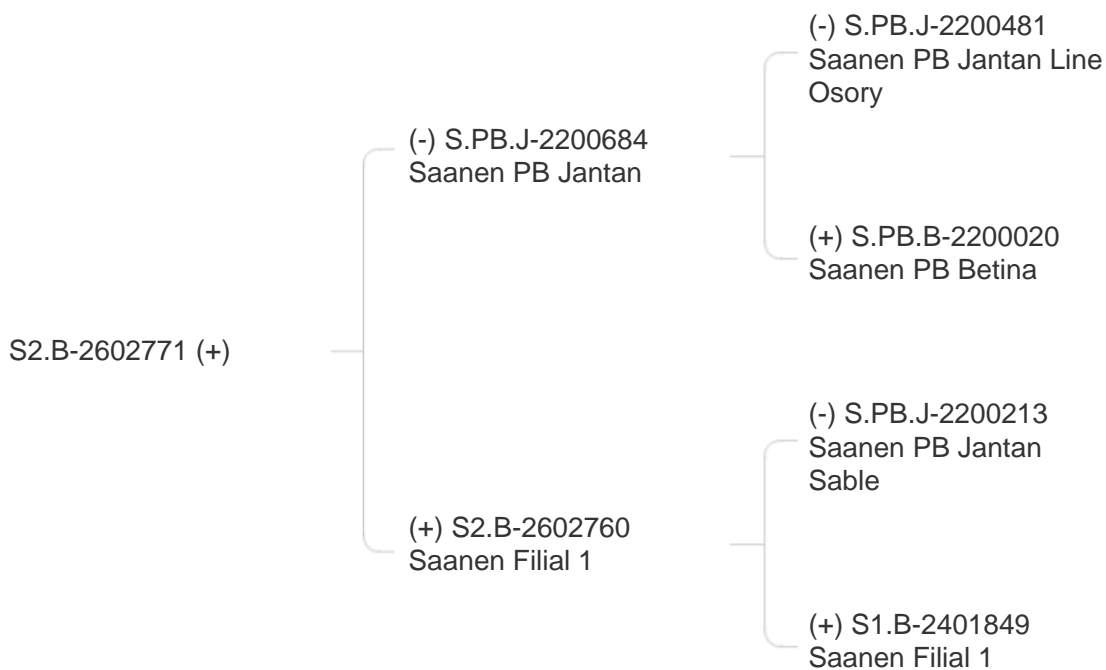 (-) S.PB.J-2200481
Saanen PB Jantan Line
Osory
(-) S.PB.J-2200684
Saanen PB Jantan
(+) S.PB.B-2200020
Saanen PB Betina
S2.B-2602771 (+)
(-) S.PB.J-2200213
Saanen PB Jantan
Sable
(+) S2.B-2602760
Saanen Filial 1
(+) S1.B-2401849
Saanen Filial 1